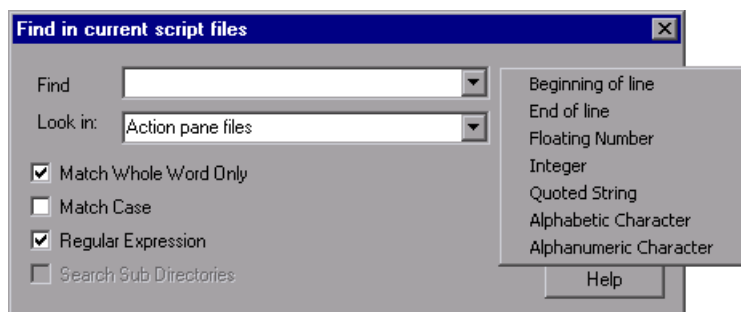 Find in current script files
Find
Look in:
Action pane files
Match Whole Word Only
Match Case
Regular Expression
Search Sub Directories
Beginning of line
End of line
Floating Number
Integer
Quoted String
Alphabetic Character
Alphanumeric Character
Help